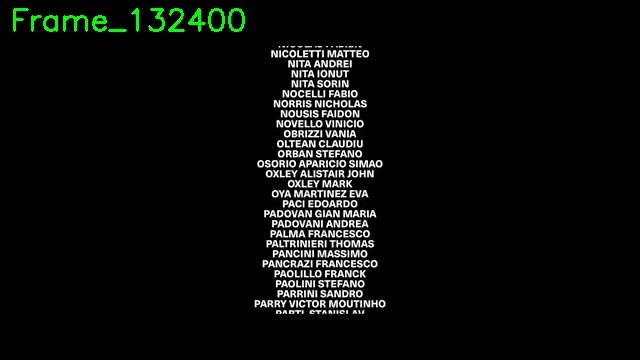 Frame_132400
NICOLETTI MATTEO
NITA ANDREI
NITA IONUT
NITA SORIN
NOCELLI FABIO
NORRIS NICHOLAS
NOUSIS FAIDON
NOVELLO VINICIO
OBRIZZI VANIA
OLTEAN CLAUDIU
ORBAN STEFANO
OSORIO APARICIO SIMAO
OXLEY ALISTAIR JOHN
OXLEY MARK
OYA MARTINEZ EVA
PACI EDOARDO
PADOVAN GIAN MARIA
PADOVANI ANDREA
PALMA FRANCESCO
PALTRINIERI THOMAS
PANCINI MASSIMO
PANCRAZI FRANCESCO
PAOLILLO FRANCK
PAOLINI STEFANO
PARRINI SANDRO
PARRY VICTOR MOUTINHO